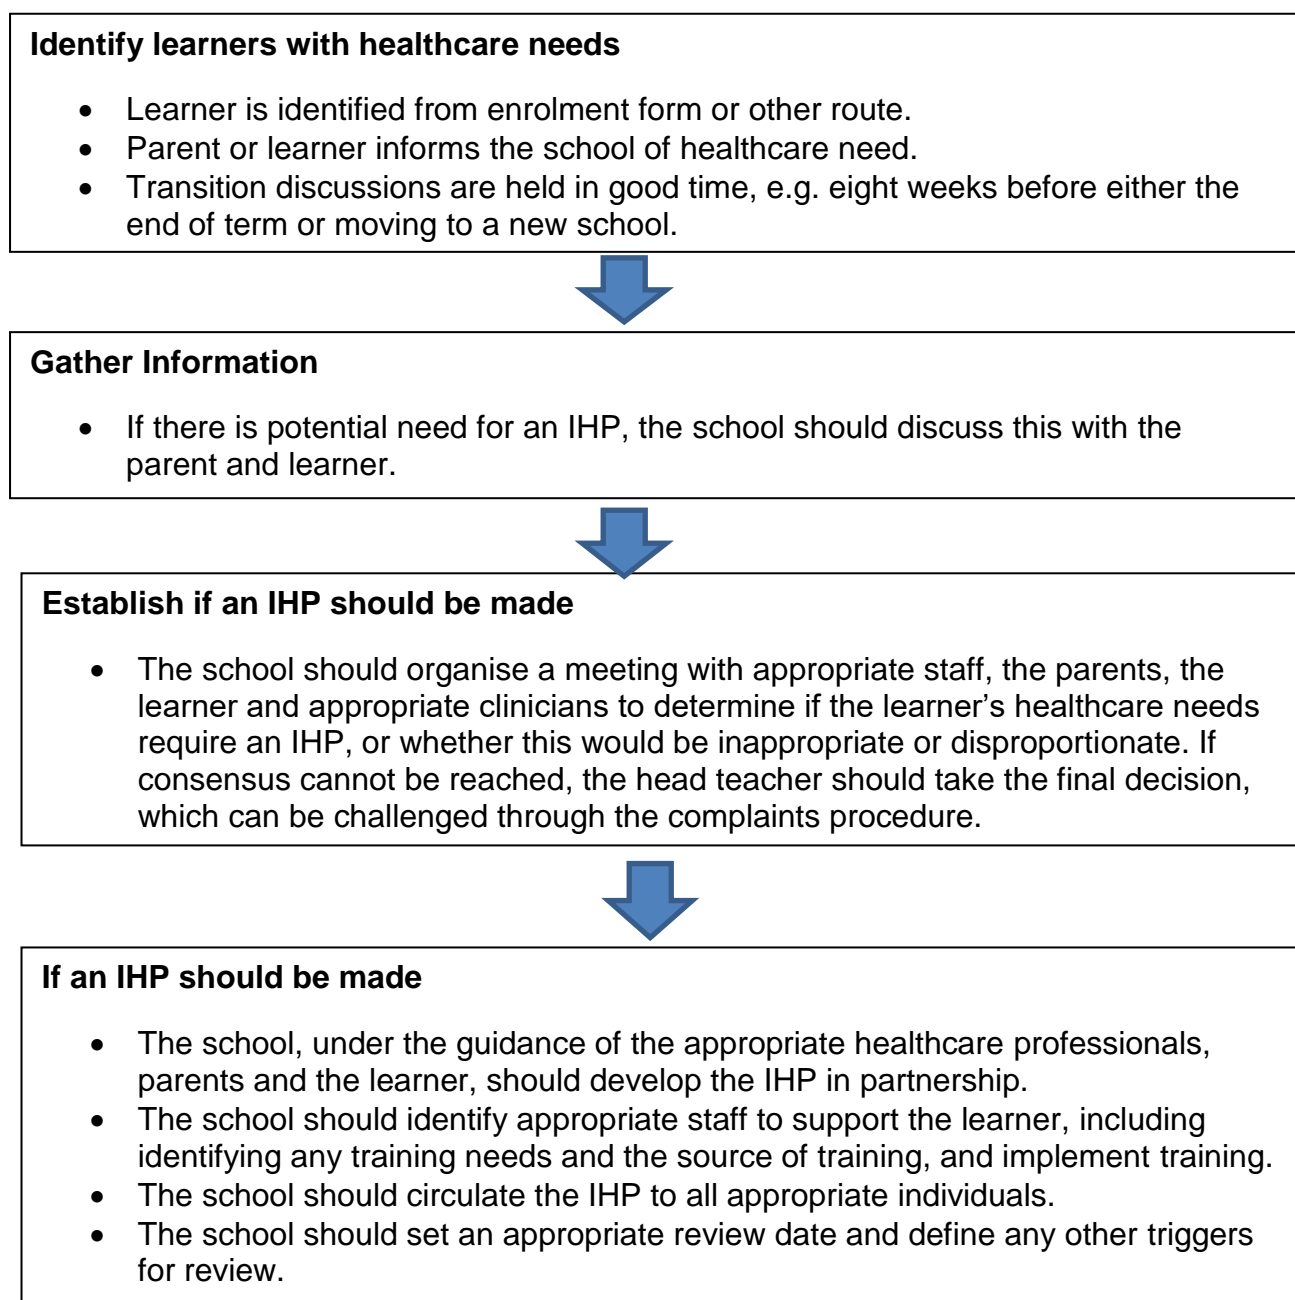 Identify learners with healthcare needs
• Learner is identified from enrolment form or other route.
• Parent or learner informs the school of healthcare need.
• Transition discussions are held in good time, e.g. eight weeks before either the
end of term or moving to a new school.
Gather Information
• If there is potential need for an IHP, the school should discuss this with the
parent and learner.
Establish if an IHP should be made
• The school should organise a meeting with appropriate staff, the parents, the
learner and appropriate clinicians to determine if the learner’s healthcare needs
require an IHP, or whether this would be inappropriate or disproportionate. If
consensus cannot be reached, the head teacher should take the final decision,
which can be challenged through the complaints procedure.
If an IHP should be made
• The school, under the guidance of the appropriate healthcare professionals,
parents and the learner, should develop the IHP in partnership.
• The school should identify appropriate staff to support the learner, including
identifying any training needs and the source of training, and implement training.
• The school should circulate the IHP to all appropriate individuals.
• The school should set an appropriate review date and define any other triggers
for review.